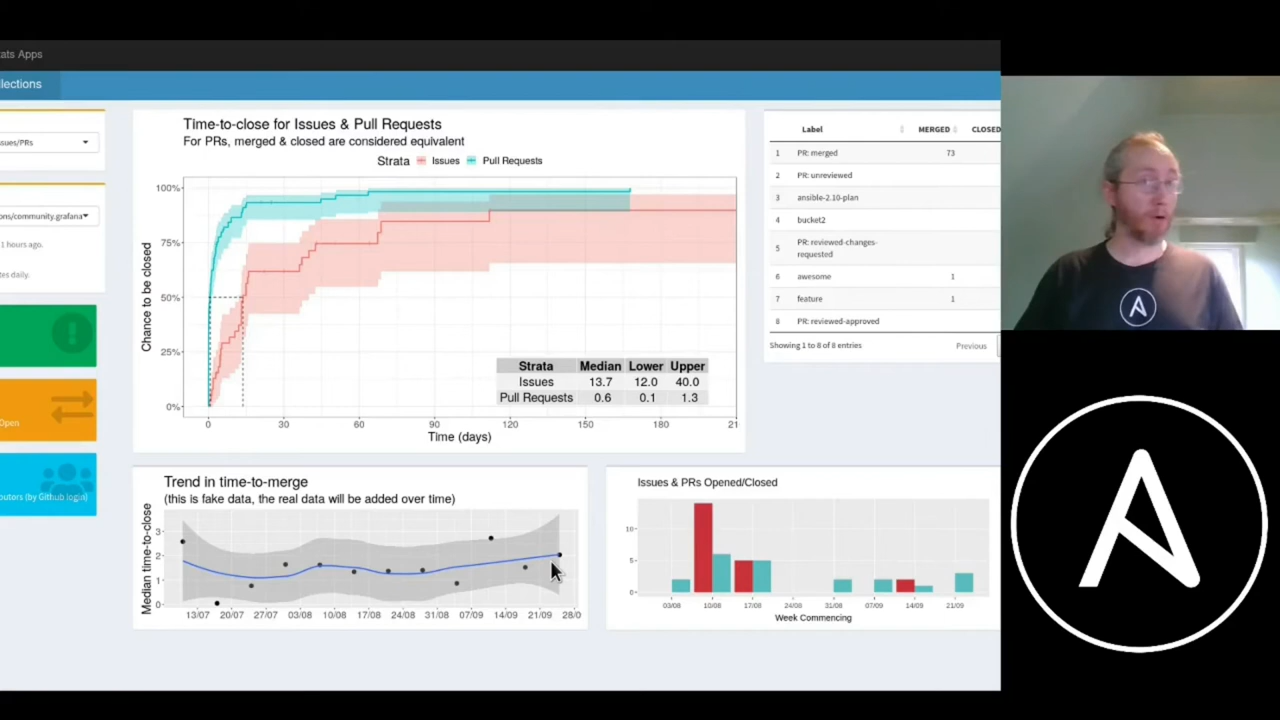 ats Apps
lections
sues/PRs
ons/community.grafana
1 hours ago.
tes daily.
Open
butors (by Github login)
Time-to-close for Issues & Pull Requests
For PRs, merged & closed are considered equivalent
Strata Issues Pull Requests
Chance to be closed
100%
75%
50%
25%
0%
Strata Median Lower Upper
Issues 13.7 12.0 40.0
Pull Requests 0.6 0.1 1.3
0 30 60 90 120 150 180 21
Time (days)
Label MERGED CLOSED
1 PR: merged 73
2 PR: unreviewed
3 ansible-2.10-plan
4 bucket2
5 PR: reviewed-changes-
requested
6 awesome 1
7 feature 1
8 PR: reviewed-approved
Showing 1 to 8 of 8 entries
Previous
Trend in time-to-merge
(this is fake data, the real data will be added over time)
Median time-to-close
3
2
1
0
13/07 20/07 27/07 03/08 10/08 17/08 24/08 31/08 07/09 14/09 21/09 28/0
Issues & PRs Opened/Closed
10
5
0
03/08 10/08 17/08 24/08 31/08 07/09 14/09 21/09
Week Commencing